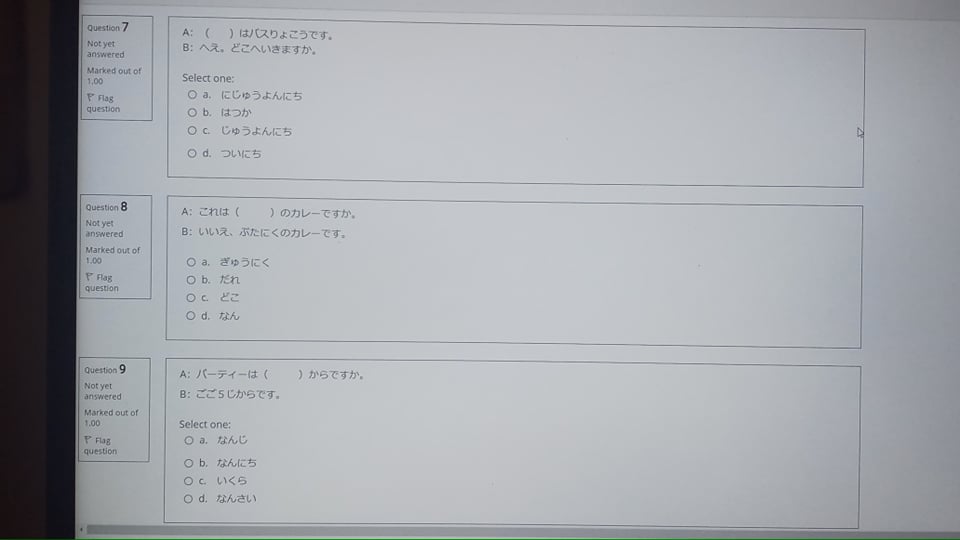 Question 7
Not yet
answered
Marked out of
1.00
Flag
question
A: （　　）はバスりょこうです。
B: へえ。どこへいきますか。
Select one:
a. にじゅうよんにち
b. はつか
c. じゅうよんにち
d. ついにち
Question 8
Not yet
answered
Marked out of
1.00
Flag
question
A: これは（　　　）のカレーですか。
B: いいえ、ぶたにくのカレーです。
a. ぎゅうにく
b. だれ
c. どこ
d. なん
Question 9
Not yet
answered
Marked out of
1.00
Flag
question
A: パーティーは（　　　）からですか。
B: ごご５じからです。
Select one:
a. なんじ
b. なんにち
c. いくら
d. なんさい